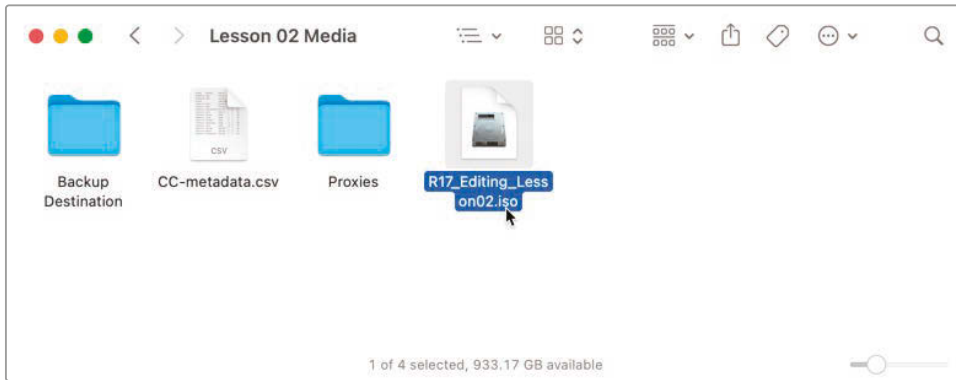 Lesson 02 Media
CSV
Backup
Destination
CC-metadata.csv
Proxies
R17_Editing_Less
on02.iso
1 of 4 selected, 933.17 GB available